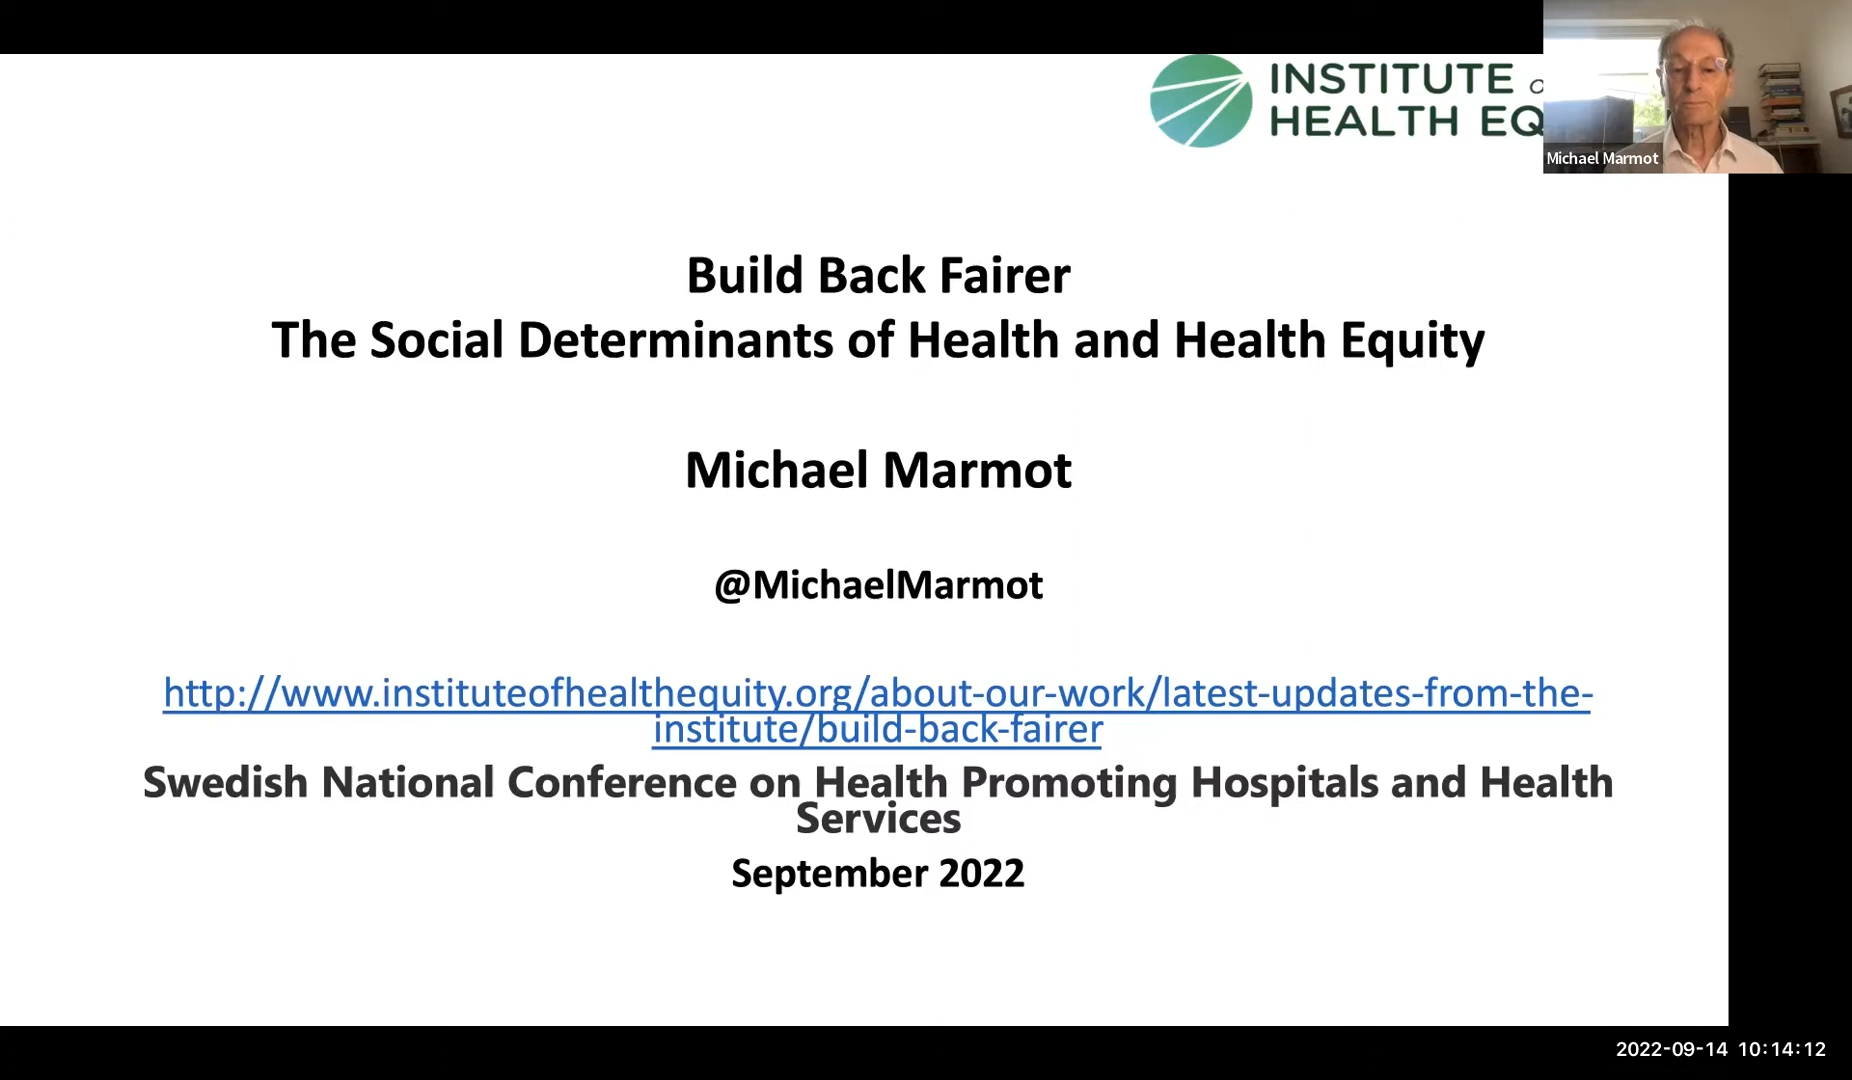 INSTITUTE
HEALTH
Michael Marmot
Build Back Fairer
The Social Determinants of Health and Health Equity
Michael Marmot
@MichaelMarmot
http://www.instituteofhealthequity.org/about-our-work/latest-updates-from-the-
institute/build-back-fairer
Swedish National Conference on Health Promoting Hospitals and Health
Services
September 2022
2022-09-14 10:14:12